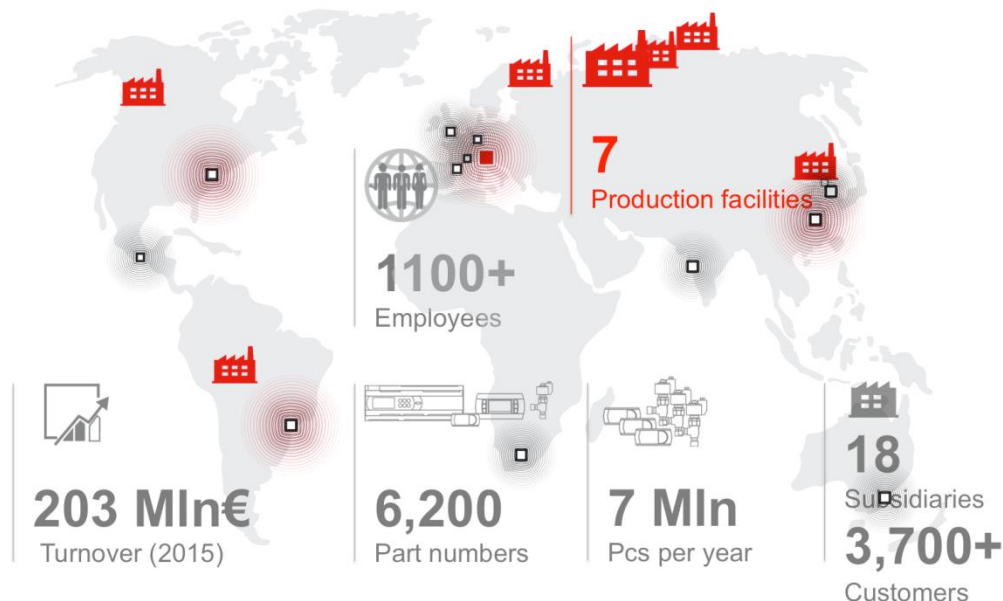 7
Production facilities
1100+
Employees
203 Mln€
Turnover (2015)
6,200
Part numbers
7 Mln
Pcs per year
18
Subsidiaries
3,700+
Customers